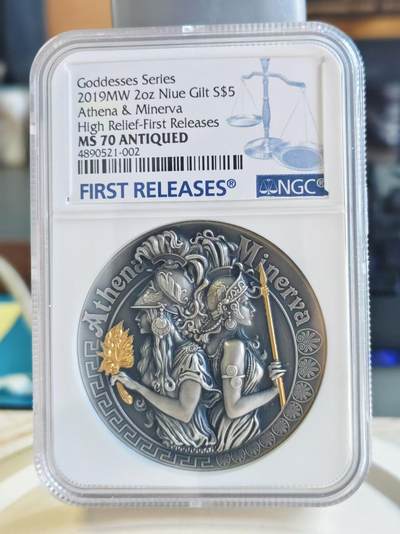 Goddesses Series
2019MW 2oz Niue Gilt S$5
Athena & Minerva
High Relief-First Releases
MS 70 ANTIQUED
4890521-002
FIRST RELEASES®
NGC®
Athena
Minerva